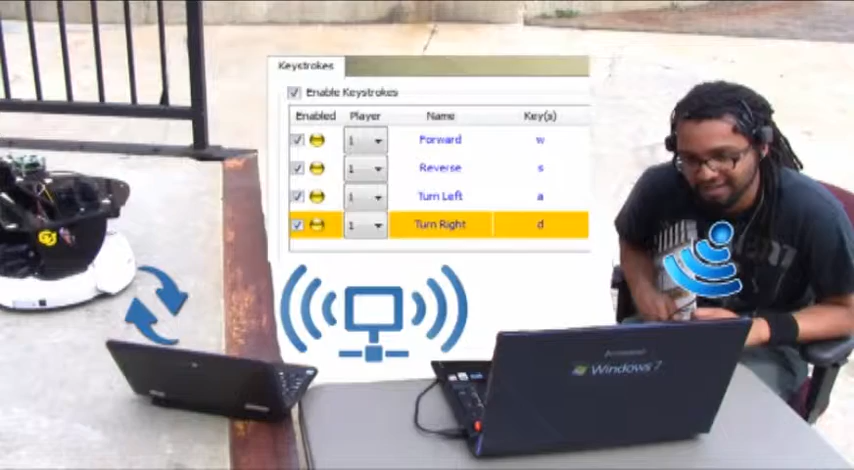 Keystrokes
Enable Keystrokes
Enabled Player Name Key(s)
1 Forward w
1 Reverse s
1 Turn Left a
1 Turn Right d
Lenovo
Windows 7